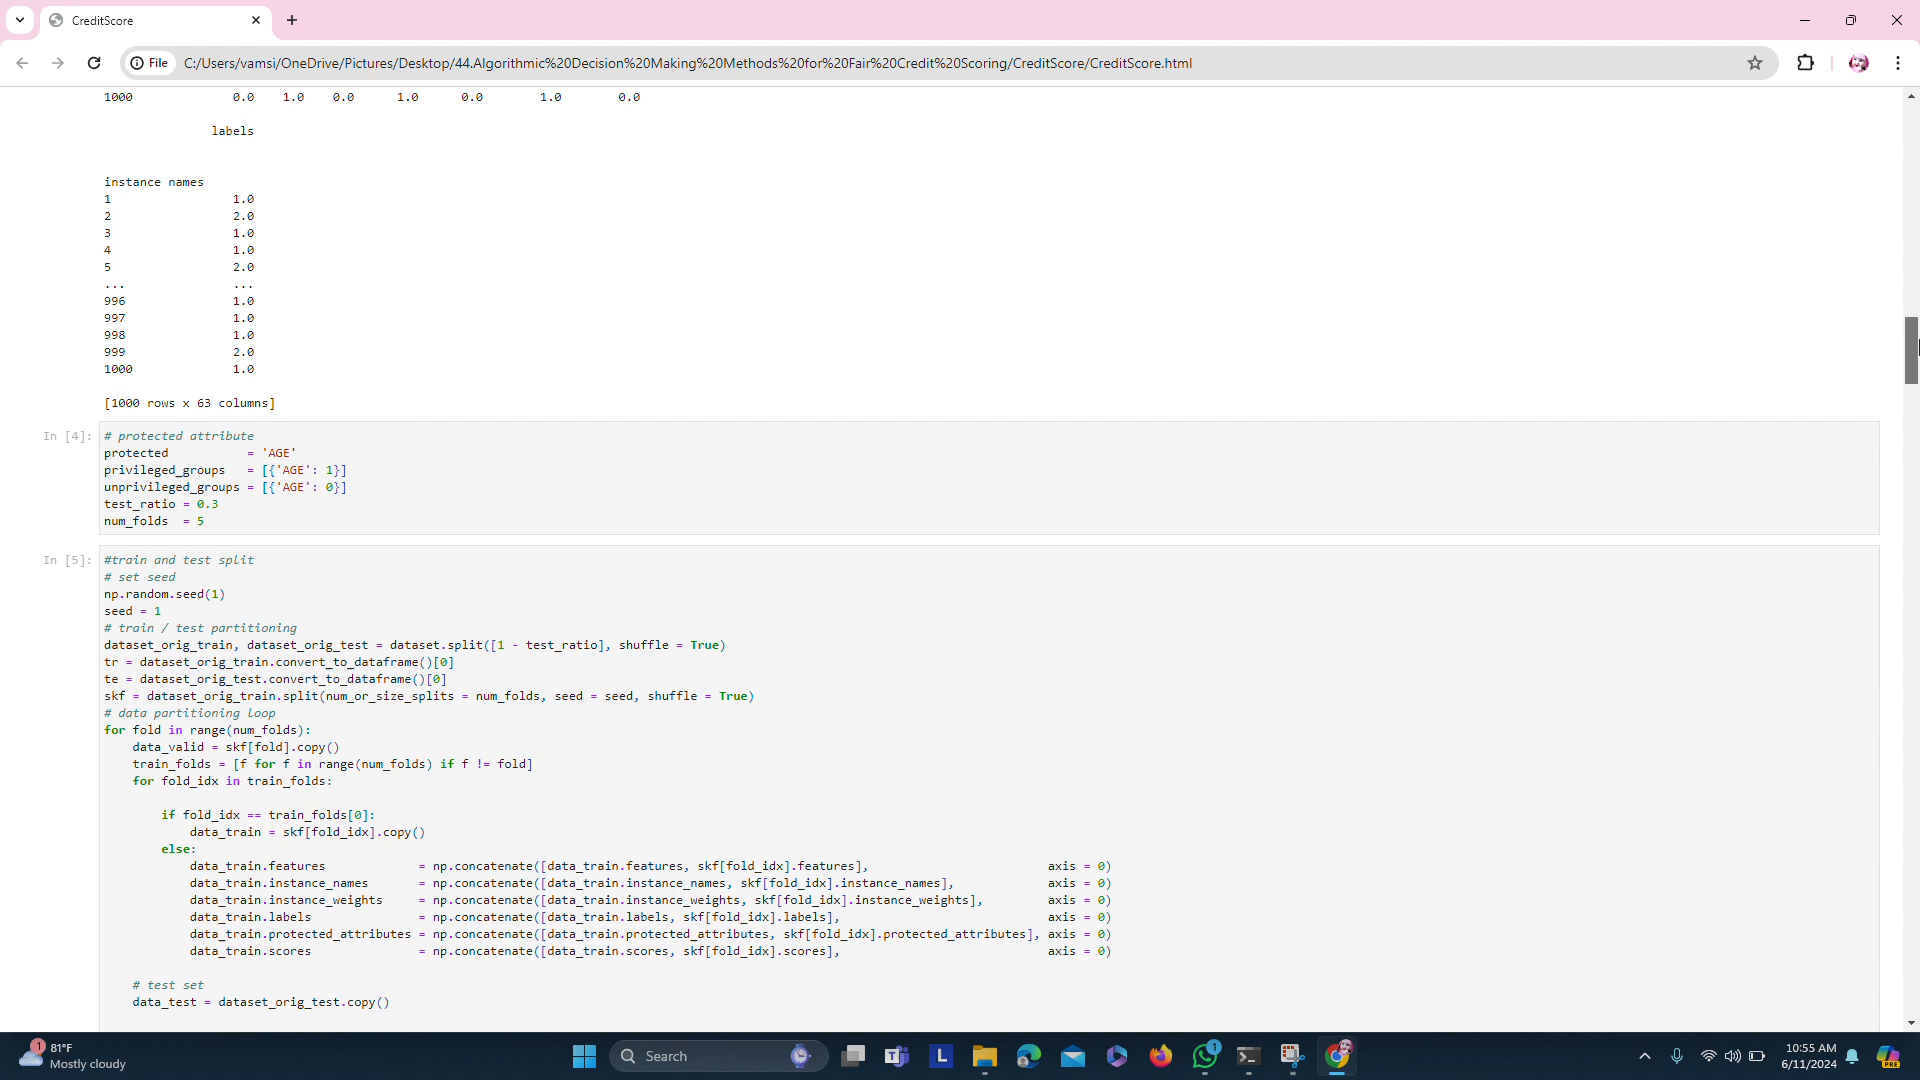 CreditScore
File
C:/Users/vamsi/OneDrive/Pictures/Desktop/44.Algorithmic%20Decision%20Making%20Methods%20for%20Fair%20Credit%20Scoring/CreditScore/CreditScore.html
1000 0.0 1.0 0.0 1.0 0.0 1.0 0.0
labels
instance names
1 1.0
2 2.0
3 1.0
4 1.0
5 2.0
... ...
996 1.0
997 1.0
998 1.0
999 2.0
1000 1.0
[1000 rows x 63 columns]
In [4]: # protected attribute
protected = 'AGE'
privileged_groups = [{'AGE': 1}]
unprivileged_groups = [{'AGE': 0}]
test_ratio = 0.3
num_folds = 5
In [5]: #train and test split
# set seed
np.random.seed(1)
seed = 1
# train / test partitioning
dataset_orig_train, dataset_orig_test = dataset.split([1 - test_ratio], shuffle = True)
tr = dataset_orig_train.convert_to_dataframe()[0]
te = dataset_orig_test.convert_to_dataframe()[0]
skf = dataset_orig_train.split(num_or_size_splits = num_folds, seed = seed, shuffle = True)
# data partitioning loop
for fold in range(num_folds):
    data_valid = skf[fold].copy()
    train_folds = [f for f in range(num_folds) if f != fold]
    for fold_idx in train_folds:
        if fold_idx == train_folds[0]:
            data_train = skf[fold_idx].copy()
        else:
            data_train.features = np.concatenate([data_train.features, skf[fold_idx].features], axis = 0)
            data_train.instance_names = np.concatenate([data_train.instance_names, skf[fold_idx].instance_names], axis = 0)
            data_train.instance_weights = np.concatenate([data_train.instance_weights, skf[fold_idx].instance_weights], axis = 0)
            data_train.labels = np.concatenate([data_train.labels, skf[fold_idx].labels], axis = 0)
            data_train.protected_attributes = np.concatenate([data_train.protected_attributes, skf[fold_idx].protected_attributes], axis = 0)
            data_train.scores = np.concatenate([data_train.scores, skf[fold_idx].scores], axis = 0)
    # test set
    data_test = dataset_orig_test.copy()
1
81°F
Mostly cloudy
Search
T
L
1
10:55 AM
6/11/2024
PRE